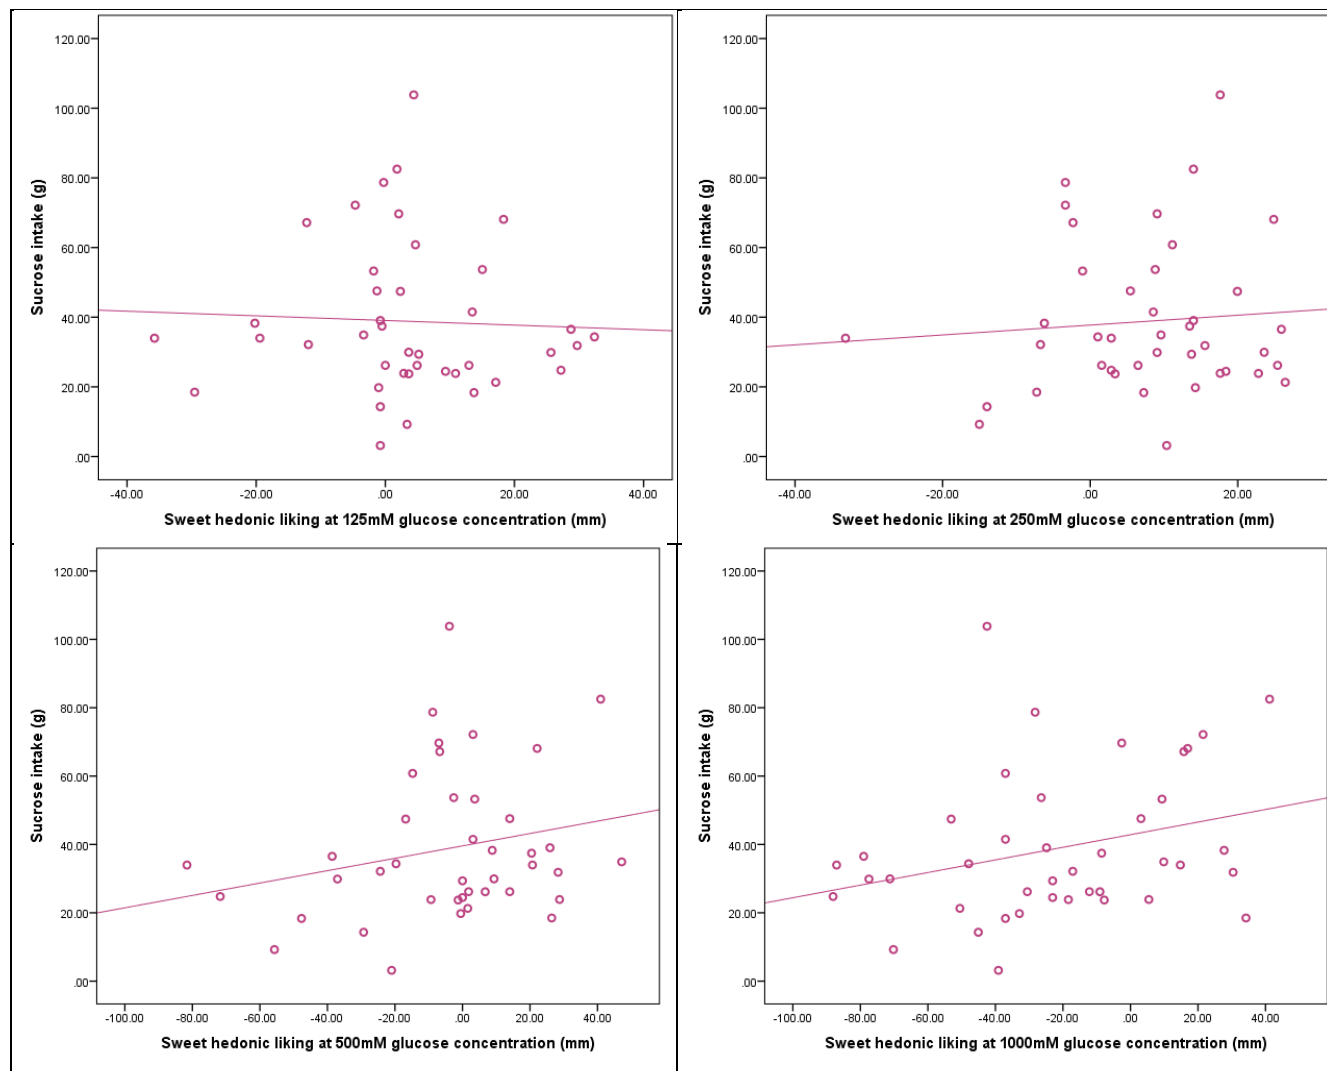 120.00
100.00
80.00
60.00
40.00
20.00
.00
Sucrose intake (g)
-40.00 -20.00 .00 20.00 40.00
Sweet hedonic liking at 125mM glucose concentration (mm)
120.00
100.00
80.00
60.00
40.00
20.00
.00
Sucrose intake (g)
-40.00 -20.00 .00 20.00
Sweet hedonic liking at 250mM glucose concentration (mm)
120.00
100.00
80.00
60.00
40.00
20.00
.00
Sucrose intake (g)
-100.00 -80.00 -60.00 -40.00 -20.00 .00 20.00 40.00
Sweet hedonic liking at 500mM glucose concentration (mm)
120.00
100.00
80.00
60.00
40.00
20.00
.00
Sucrose intake (g)
-100.00 -80.00 -60.00 -40.00 -20.00 .00 20.00 40.00
Sweet hedonic liking at 1000mM glucose concentration (mm)